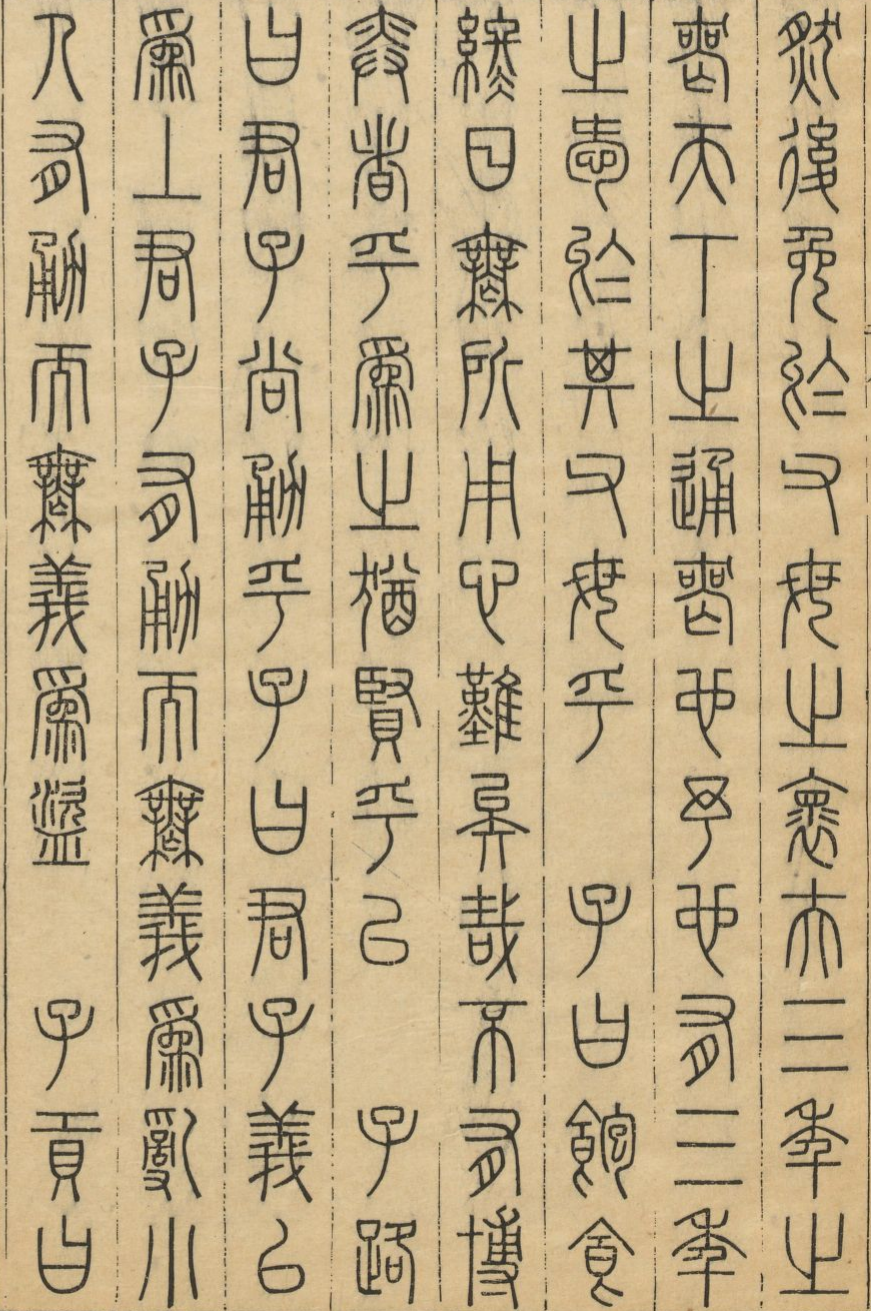 然後免於父母之懷夫三年之
喪天下之通喪也予也有三年
之愛於其父母乎　子曰飽食
終日無所用心難矣哉不有博
弈者乎爲之猶賢乎已　子路
曰君子尚勇乎子曰君子義以
爲上君子有勇而無義爲亂小
人有勇而無義爲盜　子貢曰